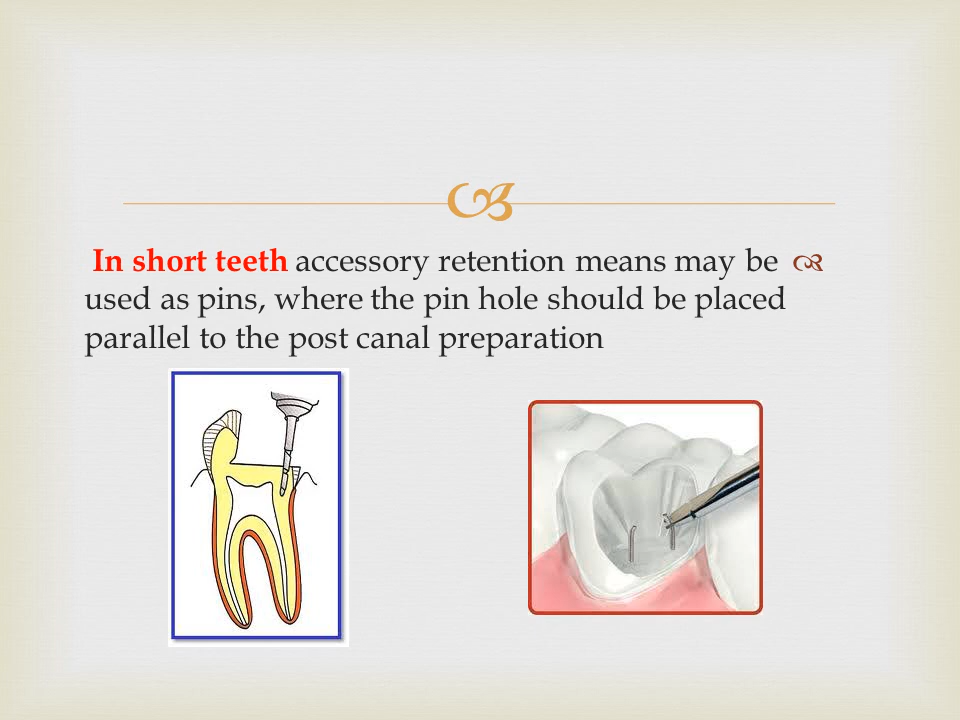 In short teeth accessory retention means may be
used as pins, where the pin hole should be placed
parallel to the post canal preparation